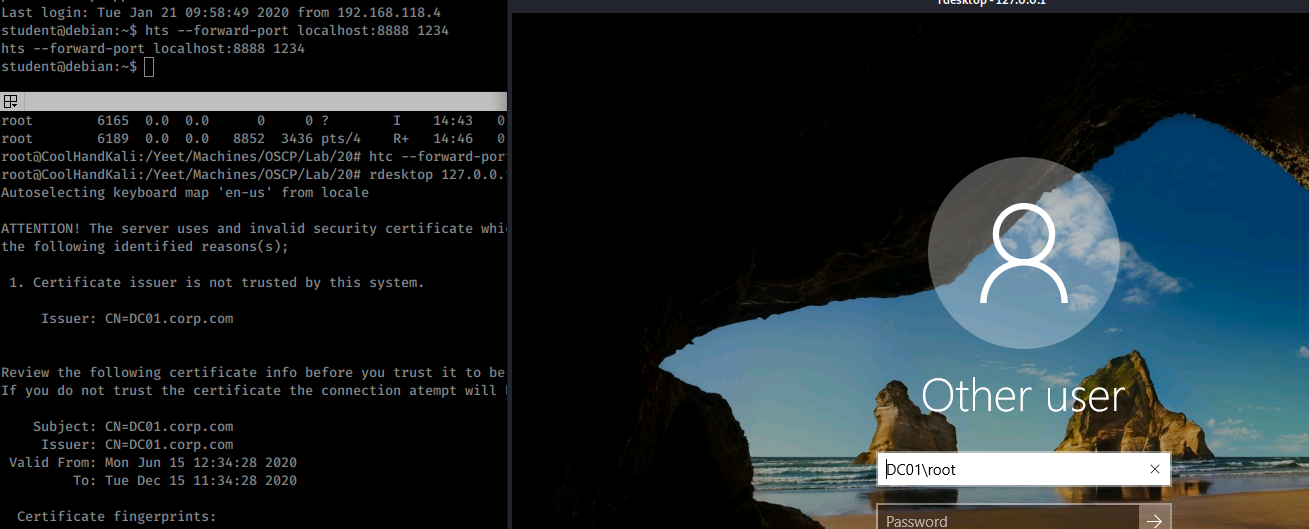 Last login: Tue Jan 21 09:58:49 2020 from 192.168.118.4
student@debian:~$ hts --forward-port localhost:8888 1234
hts --forward-port localhost:8888 1234
student@debian:~$
root 6165 0.0 0.0 0 0 ? I 14:43 0
root 6189 0.0 0.0 8852 3436 pts/4 R+ 14:46 0
root@CoolHandKali:/Yeet/Machines/OSCP/Lab/20# htc --forward-por
root@CoolHandKali:/Yeet/Machines/OSCP/Lab/20# rdesktop 127.0.0.1
Autoselecting keyboard map 'en-us' from locale
ATTENTION! The server uses and invalid security certificate whi
the following identified reasons(s);
1. Certificate issuer is not trusted by this system.
Issuer: CN=DC01.corp.com
Review the following certificate info before you trust it to be
If you do not trust the certificate the connection atempt will
Subject: CN=DC01.corp.com
Issuer: CN=DC01.corp.com
Valid From: Mon Jun 15 12:34:28 2020
To: Tue Dec 15 11:34:28 2020
Certificate fingerprints:
rdesktop - 127.0.0.1
Other user
DC01\root
Password